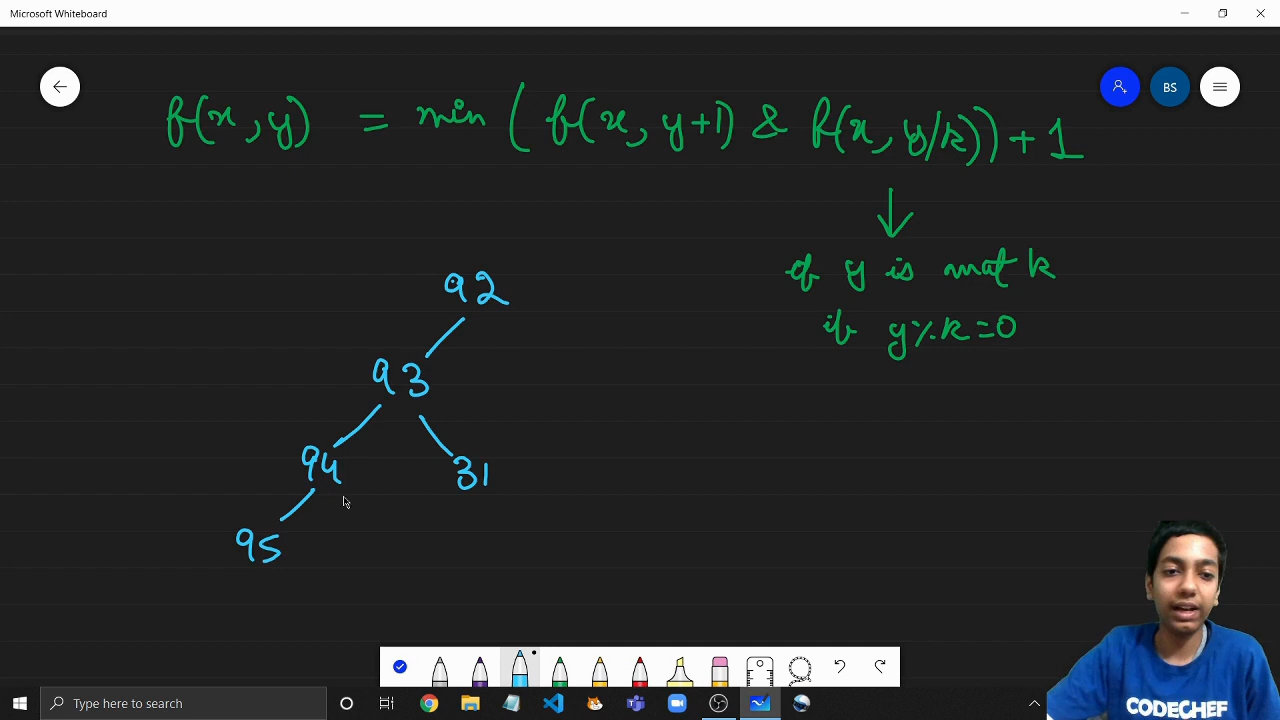 Microsoft Whiteboard
BS
f(x, y) = min (f(x, y+1) & f(x, y/k)) + 1
if y is mat k
if y%k=0
92
93
94
31
95
CODECHEF
Type here to search